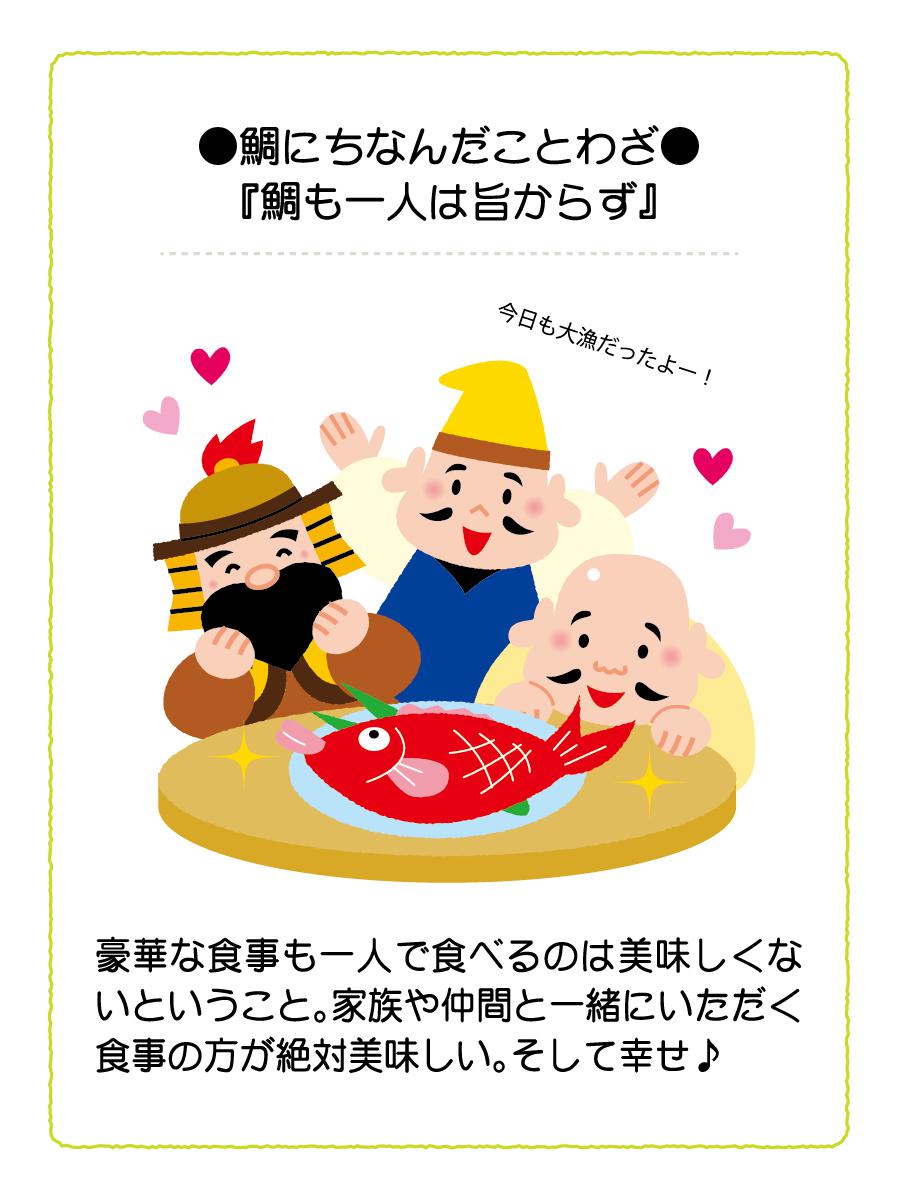 ●鯛にちなんだことわざ●
『鯛も一人は旨からず』
今日も大漁だったよー！
豪華な食事も一人で食べるのは美味しくな
いということ。家族や仲間と一緒にいただく
食事の方が絶対美味しい。そして幸せ♪